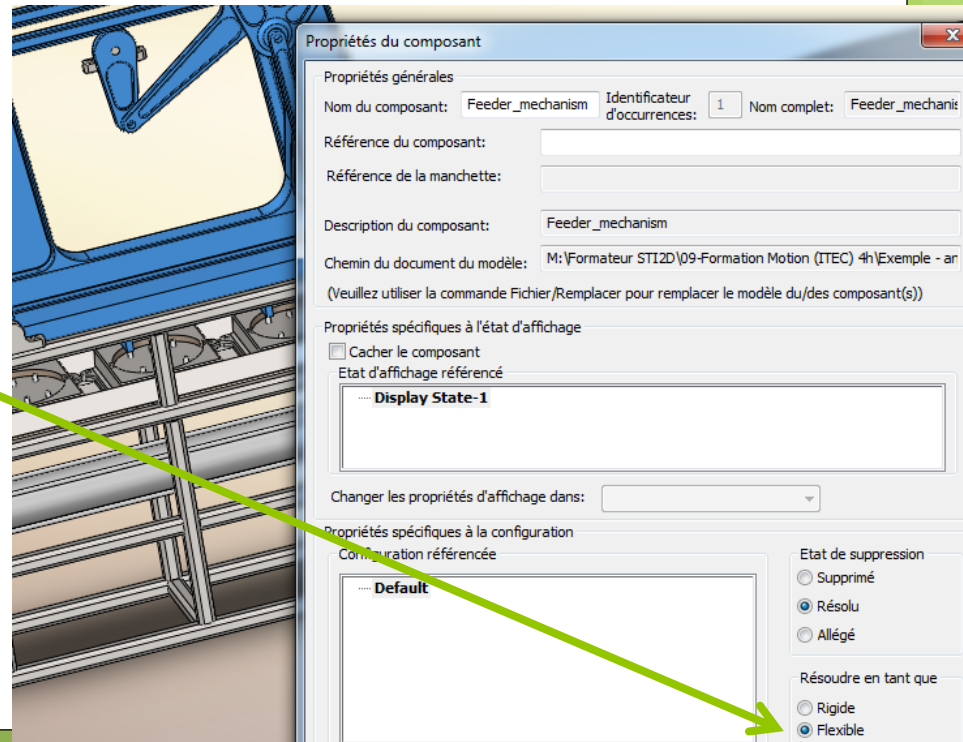 Propriétés du composant
Propriétés générales
Nom du composant: Feeder_mechanism Identificateur d'occurrences: 1 Nom complet: Feeder_mechanis
Référence du composant:
Référence de la manchette:
Description du composant: Feeder_mechanism
Chemin du document du modèle: M:\Formateur STI2D\09-Formation Motion (ITEC) 4h\Exemple - an
(Veuillez utiliser la commande Fichier/Remplacer pour remplacer le modèle du/des composant(s))
Propriétés spécifiques à l'état d'affichage
Cacher le composant
Etat d'affichage référencé
Display State-1
Changer les propriétés d'affichage dans:
Propriétés spécifiques à la configuration
Configuration référencée
Default
Etat de suppression
Supprimé
Résolu
Allégé
Résoudre en tant que
Rigide
Flexible